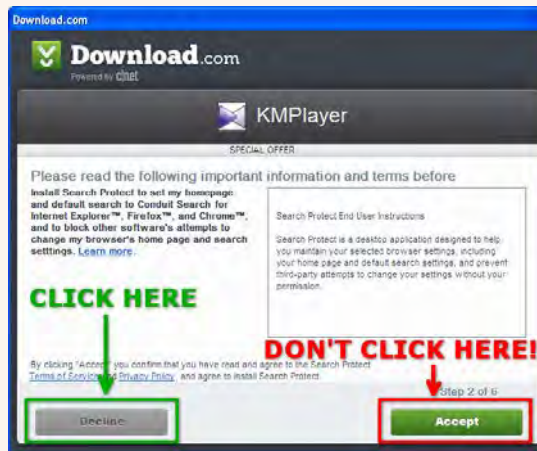 Download.com
Download.com
Powered by c|net
KMPlayer
SPECIAL OFFER
Please read the following important information and terms before
Install Search Protect to set my homepage
and default search to Conduit Search for
Internet Explorer™, Firefox™, and Chrome™,
and to block other software's attempts to
change my browser's home page and search
setttings. Learn more.
Search Protect End User Instructions
Search Protect is a desktop application designed to help
you maintain your selected browser settings, including
your home page and default search settings, and prevent
third-party attempts to change your settings without your
permission.
CLICK HERE
DON'T CLICK HERE!
By clicking "Accept" you confirm that you have read and agree to the Search Protect
Terms of Service and Privacy Policy, and agree to install Search Protect.
Step 2 of 6
Decline
Accept